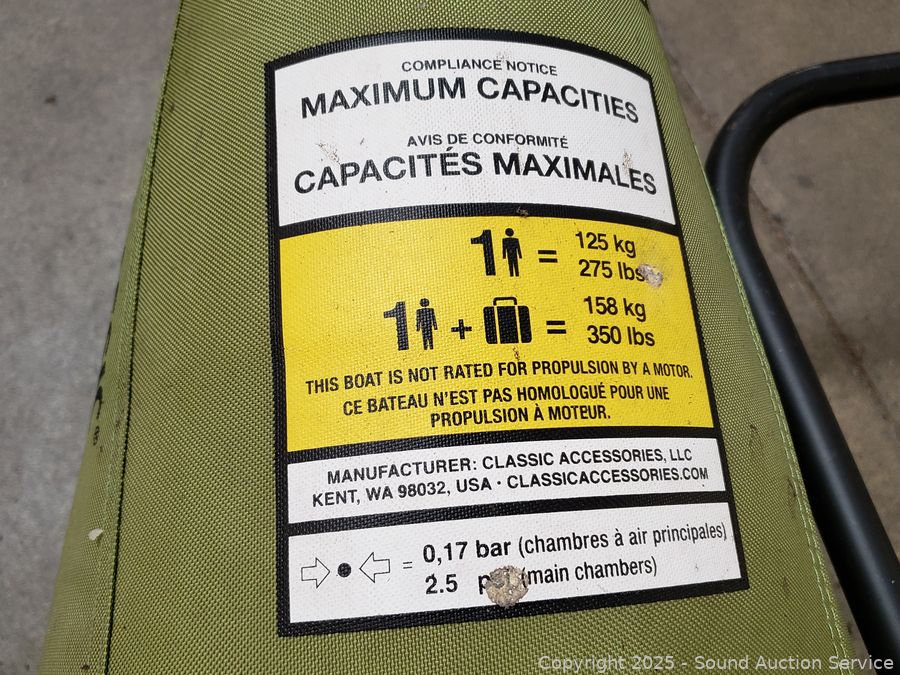 COMPLIANCE NOTICE
MAXIMUM CAPACITIES
AVIS DE CONFORMITÉ
CAPACITÉS MAXIMALES
1 = 125 kg
275 lbs
1 + = 158 kg
350 lbs
THIS BOAT IS NOT RATED FOR PROPULSION BY A MOTOR.
CE BATEAU N'EST PAS HOMOLOGUÉ POUR UNE
PROPULSION À MOTEUR.
MANUFACTURER: CLASSIC ACCESSORIES, LLC
KENT, WA 98032, USA · CLASSICACCESSORIES.COM
= 0,17 bar (chambres à air principales)
2.5 (main chambers)
Copyright 2025 - Sound Auction Service